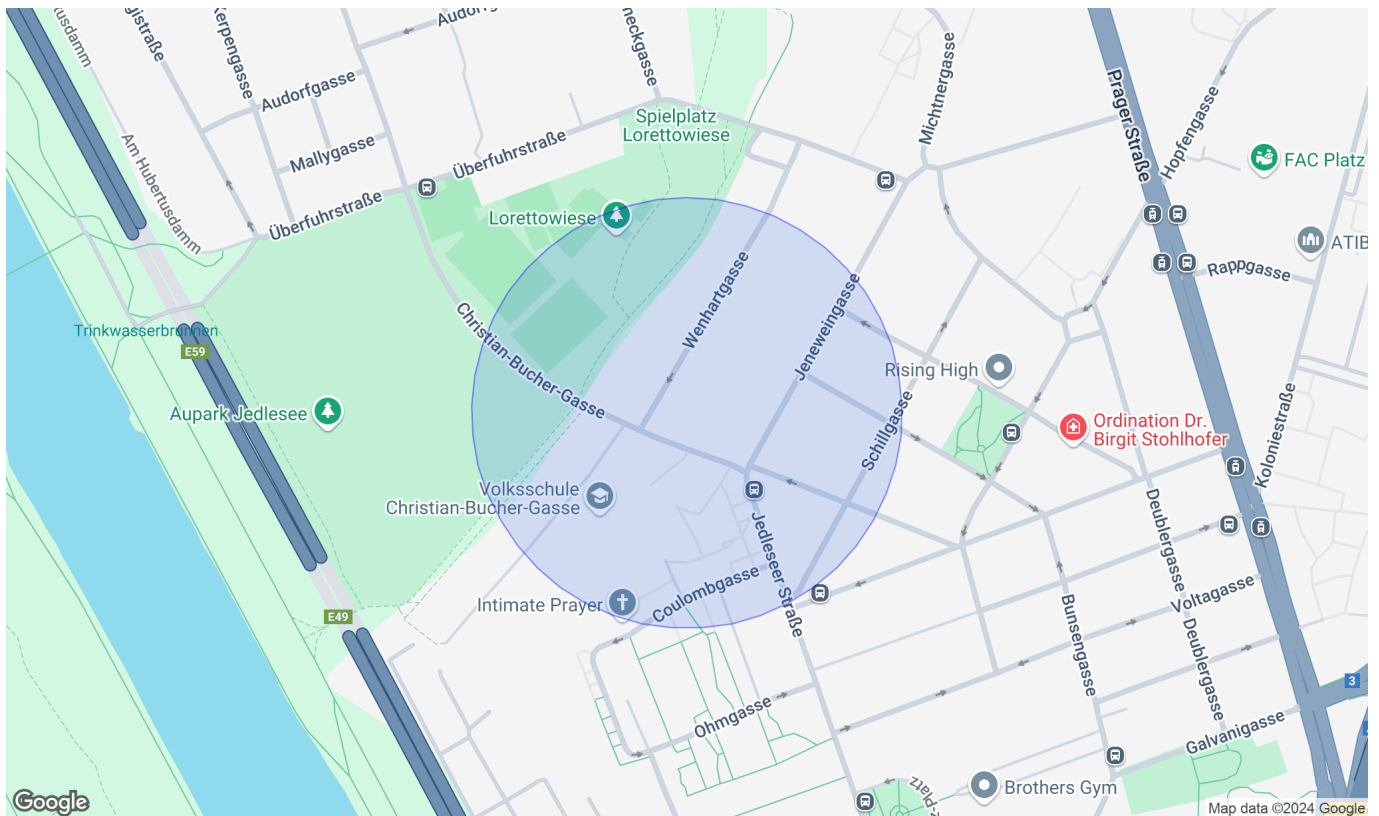 Audorf
Kerpengasse
Audorfgasse
Mallygasse
Überfuhrstraße
Überfuhrstraße
Am Hubertusdamm
Spielplatz
Lorettowiese
Michtnergasse
Prager Straße
Hopfengasse
FAC Platz
ATIB
Rappgasse
Lorettowiese
Wenhartgasse
Jeneweingasse
Christian-Bucher-Gasse
Trinkwasserbrunnen
E59
Aupark Jedlesee
Rising High
Schillgasse
Ordination Dr.
Birgit Stohlhofer
Koloniestraße
Volksschule
Christian-Bucher-Gasse
Jedleseer Straße
Deublergasse
Deublergasse
Voltagasse
Bunsengasse
Intimate Prayer
Coulombgasse
E49
Ohmgasse
3
Galvanigasse
z-Platz
Brothers Gym
Google
Map data ©2024 Google